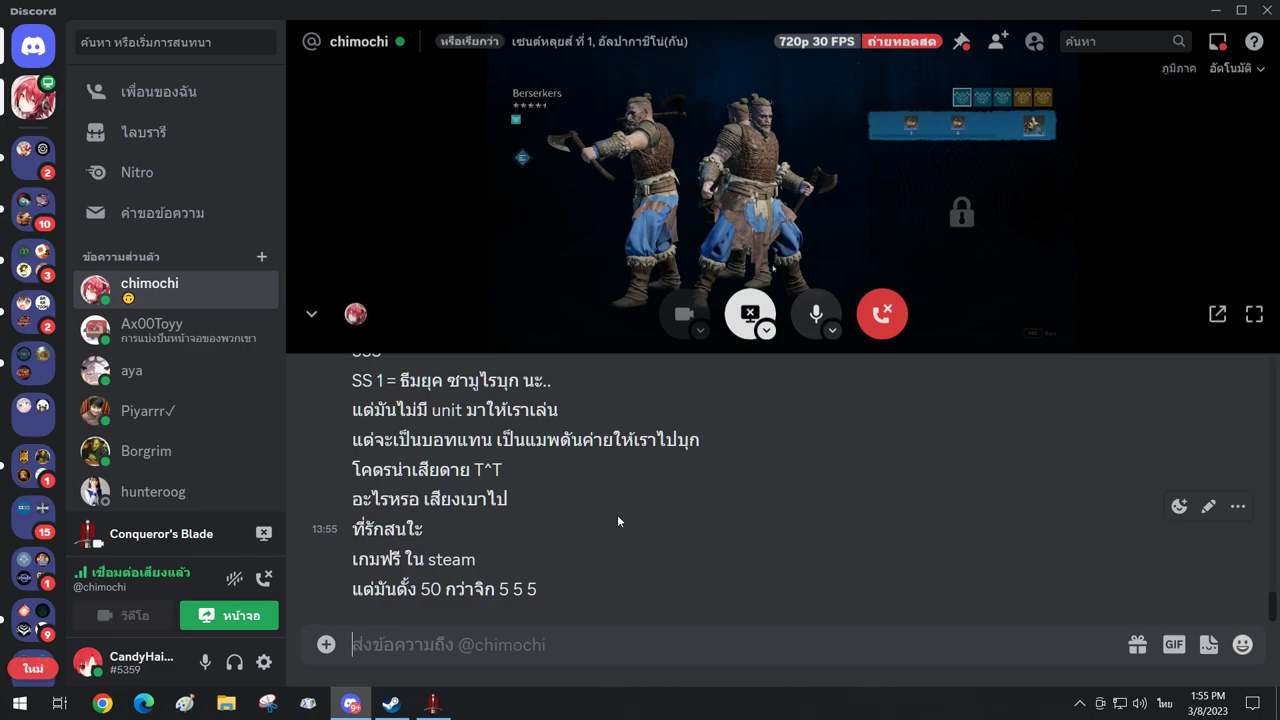 Discord
ค้นหา หรือเริ่มการสนทนา
chimochi
หรือเรียกว่า
เซนต์หลุยส์ ที่ 1, อัลปากาชิโน่(กัน)
720p 30 FPS
ถ่ายทอดสด
ค้นหา
ภูมิภาค
อัตโนมัติ
Berserkers
เพื่อนของฉัน
ไลบรารี
Nitro
คำขอข้อความ
ข้อความส่วนตัว
chimochi
Ax00Toyy
การแบ่งปันหน้าจอของพวกเขา
aya
Piyarrr✓
Borgrim
hunteroog
2
10
3
2
1
15
1
9
ใหม่
Conqueror's Blade
เชื่อมต่อเสียงแล้ว
@chimochi
วิดีโอ
หน้าจอ
CandyHai...
#5359
SSS
SS 1 = ธีมยุค ซามูไรบุก นะ..
แต่มันไม่มี unit มาให้เราเล่น
แต่จะเป็นบอทแทน เป็นแมพดันค่ายให้เราไปบุก
โคตรน่าเสียดาย T^T
อะไรหรอ เสียงเบาไป
13:55
ที่รักสนใะ
เกมฟรี ใน steam
แต่มันตั้ง 50 กว่าจิก 5 5 5
ส่งข้อความถึง @chimochi
GIF
9+
ไทย
1:55 PM
3/8/2023